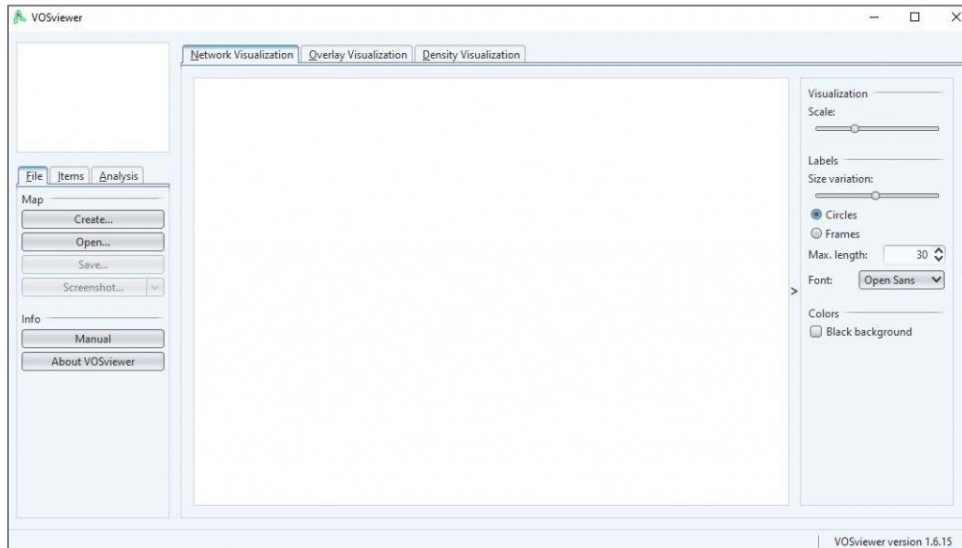 VOSviewer
Network Visualization Overlay Visualization Density Visualization
File Items Analysis
Map
Create...
Open...
Save...
Screenshot...
Info
Manual
About VOSviewer
>
Visualization
Scale:
Labels
Size variation:
Circles
Frames
Max. length: 30
Font: Open Sans
Colors
Black background
VOSviewer version 1.6.15